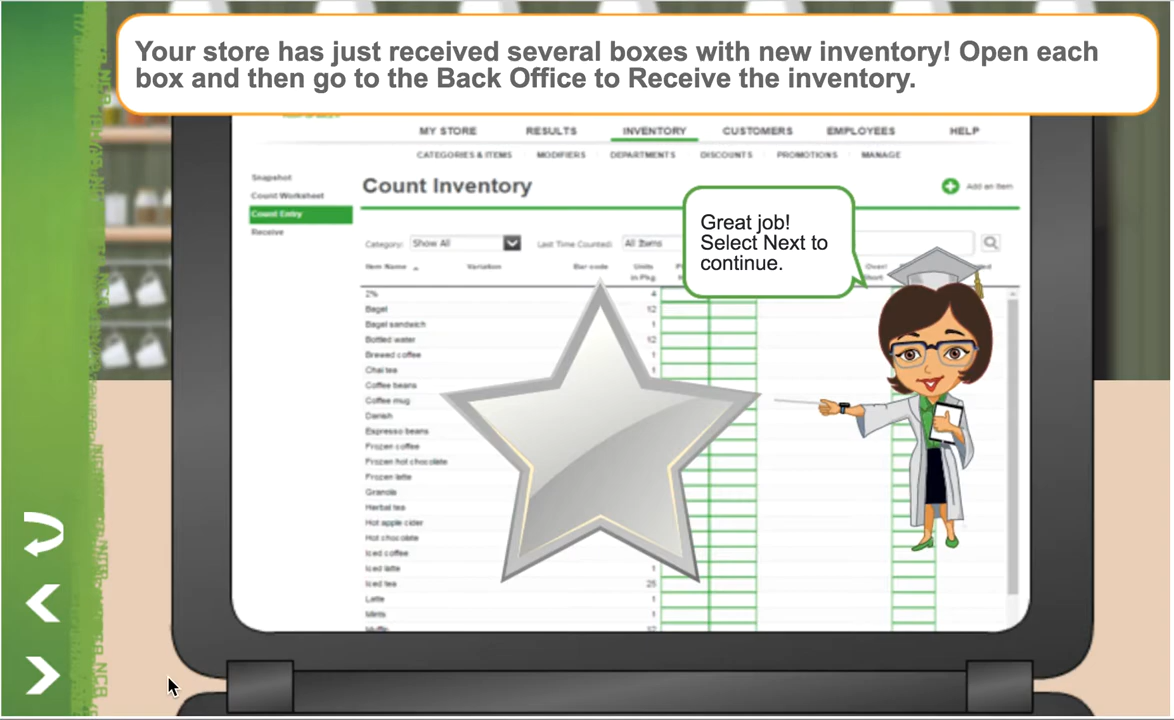 Your store has just received several boxes with new inventory! Open each
box and then go to the Back Office to Receive the inventory.
MY STORE RESULTS INVENTORY CUSTOMERS EMPLOYEES HELP
CATEGORIES & ITEMS MODIFIERS DEPARTMENTS DISCOUNTS PROMOTIONS MANAGE
Snapshot
Count Worksheet
Count Entry
Receive
Count Inventory
Add an Item
Great job!
Select Next to
continue.
Category: Show All Last Time Counted: All Items
Item Name Variation Bar code Units Over/
in Pkg Short
2% 4
Bagel 12
Bagel sandwich 1
Bottled water 12
Brewed coffee 1
Chai tea 1
Coffee beans
Coffee mug
Danish
Espresso beans
Frozen coffee
Frozen hot chocolate
Frozen latte
Granola
Herbal tea
Hot apple cider
Hot chocolate
Iced coffee
Iced latte 1
Iced tea 25
Latte 1
Mints 1
12
NCR